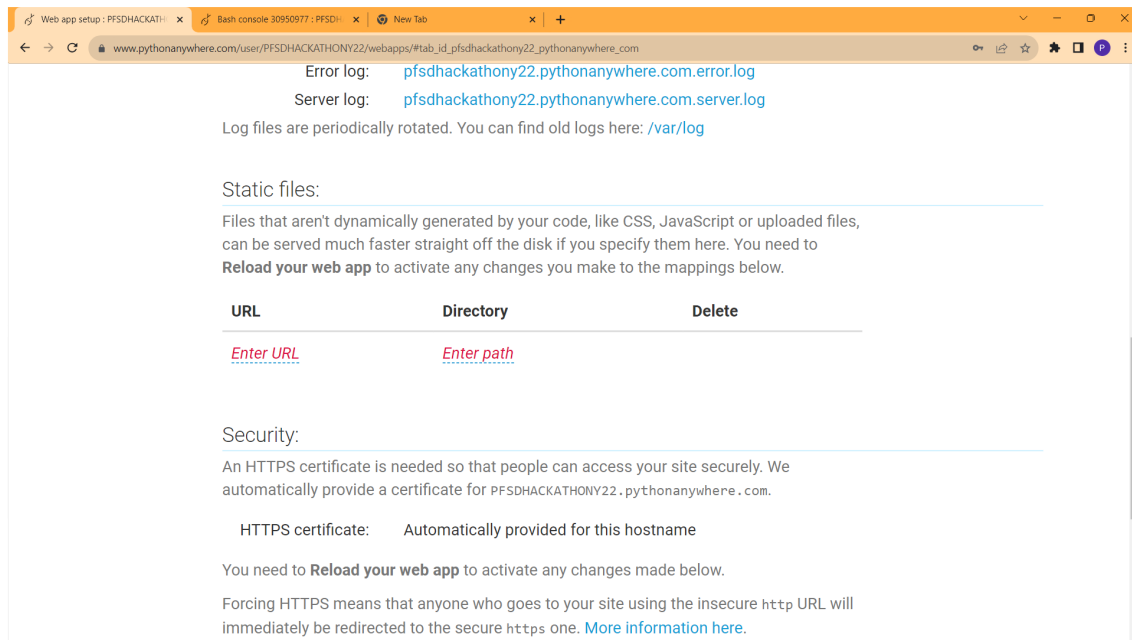 Web app setup : PFSDHACKATH
Bash console 30950977 : PFSDH
New Tab
www.pythonanywhere.com/user/PFSDHACKATHONY22/webapps/#tab_id_pfsdhackathony22_pythonanywhere_com
P
Error log: pfsdhackathony22.pythonanywhere.com.error.log
Server log: pfsdhackathony22.pythonanywhere.com.server.log
Log files are periodically rotated. You can find old logs here: /var/log
Static files:
Files that aren't dynamically generated by your code, like CSS, JavaScript or uploaded files,
can be served much faster straight off the disk if you specify them here. You need to
Reload your web app to activate any changes you make to the mappings below.
URL Directory Delete
Enter URL Enter path
Security:
An HTTPS certificate is needed so that people can access your site securely. We
automatically provide a certificate for PFSDHACKATHONY22.pythonanywhere.com.
HTTPS certificate: Automatically provided for this hostname
You need to Reload your web app to activate any changes made below.
Forcing HTTPS means that anyone who goes to your site using the insecure http URL will
immediately be redirected to the secure https one. More information here.